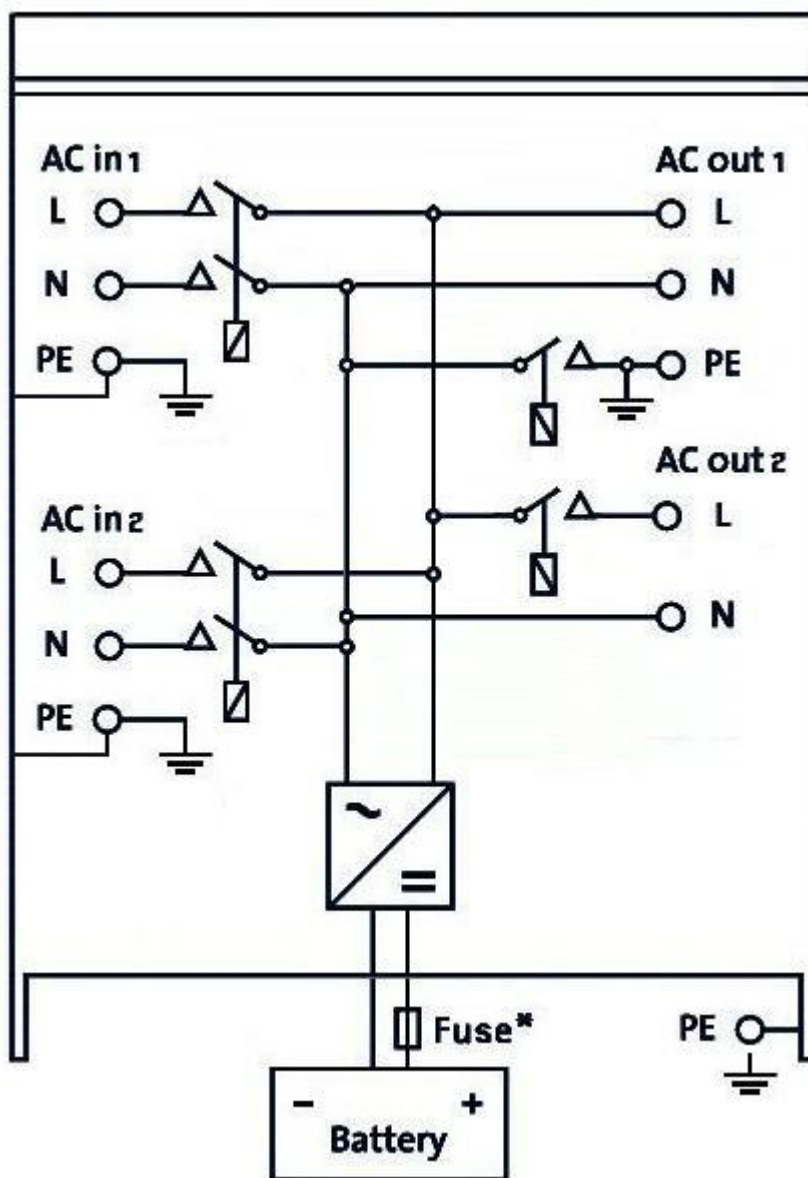 AC in 1
L
N
PE
AC out 1
L
N
PE
AC in 2
L
N
PE
AC out 2
L
N
~
=
Fuse*
PE
- +
Battery